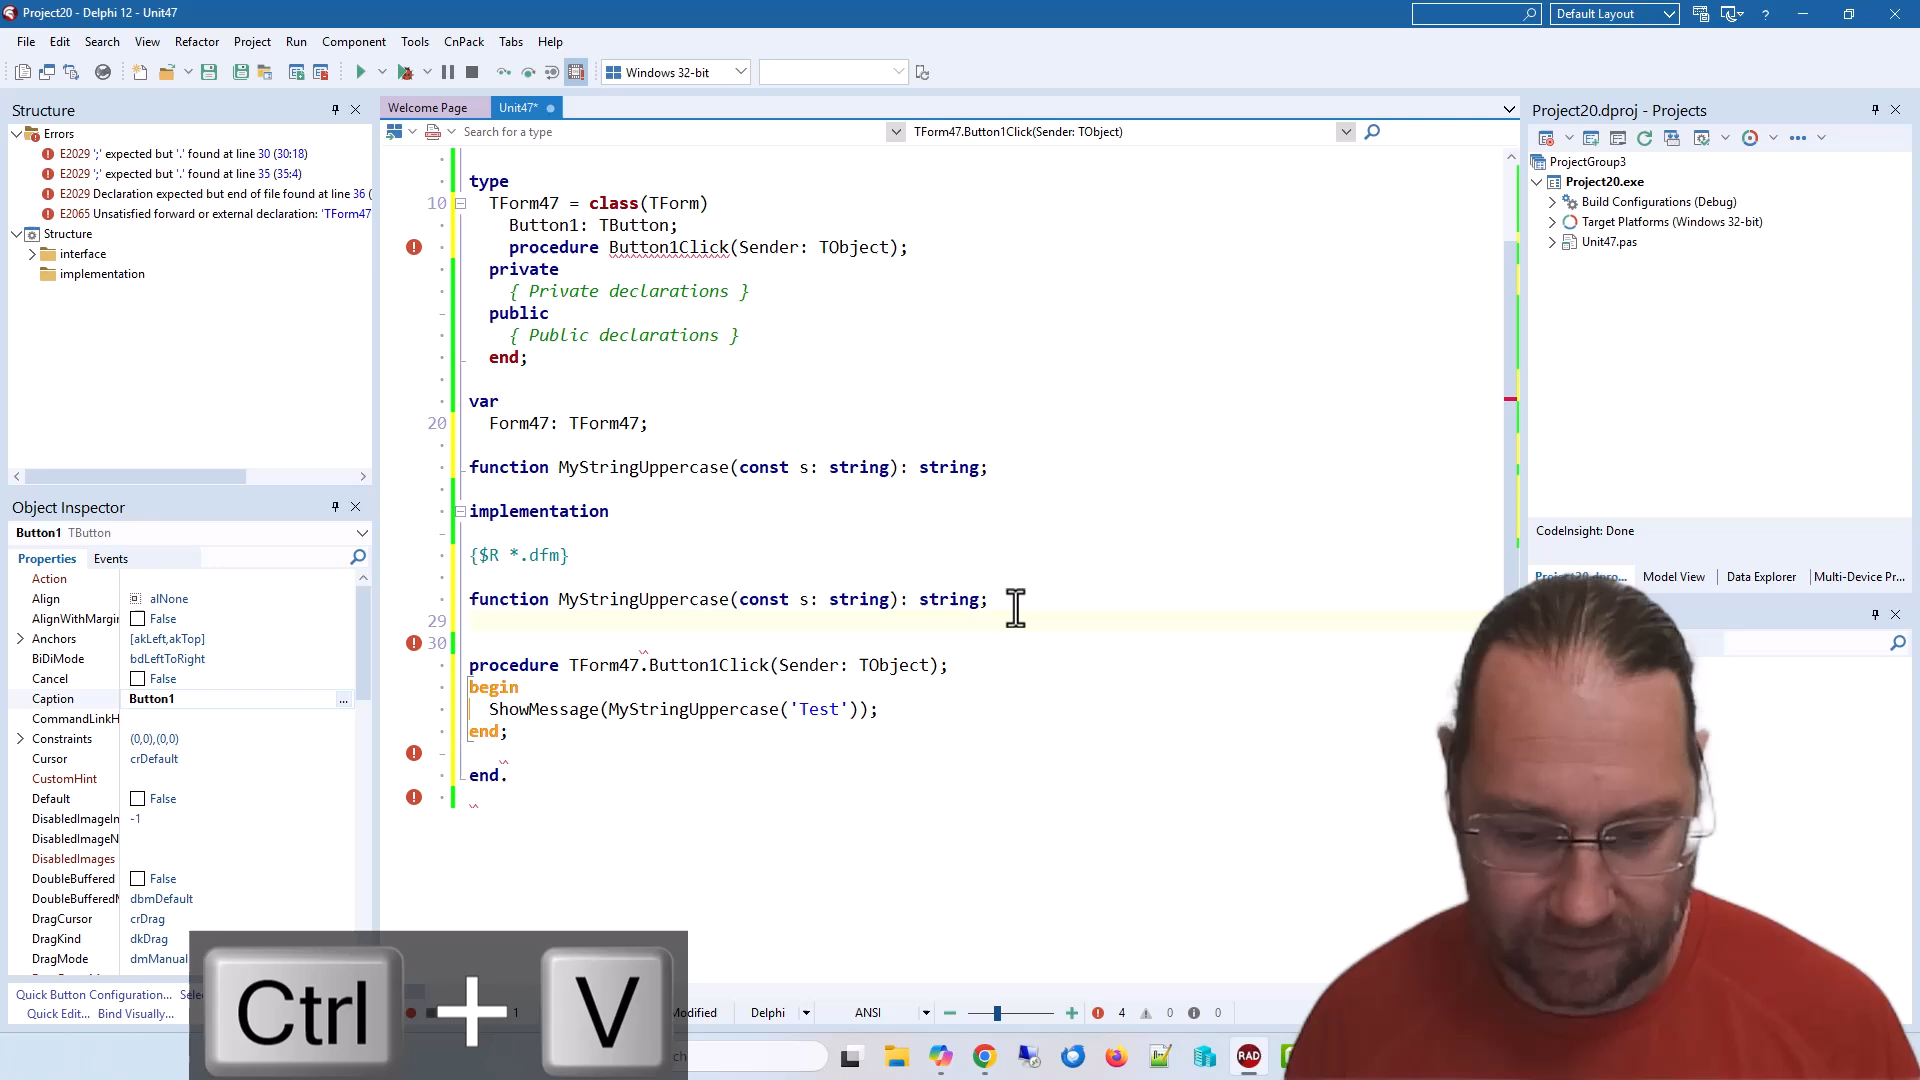 Project20 - Delphi 12 - Unit47
Default Layout
File Edit Search View Refactor Project Run Component Tools CnPack Tabs Help
Windows 32-bit
Structure
Errors
E2029 ';' expected but '.' found at line 30 (30:18)
E2029 ';' expected but '.' found at line 35 (35:4)
E2029 Declaration expected but end of file found at line 36 (
E2065 Unsatisfied forward or external declaration: 'TForm47
Structure
interface
implementation
Object Inspector
Button1 TButton
Properties Events
Action
Align alNone
AlignWithMargin False
Anchors [akLeft,akTop]
BiDiMode bdLeftToRight
Cancel False
Caption Button1 ...
CommandLinkH
Constraints (0,0),(0,0)
Cursor crDefault
CustomHint
Default False
DisabledImageIn -1
DisabledImageN
DisabledImages
DoubleBuffered False
DoubleBufferedM dbmDefault
DragCursor crDrag
DragKind dkDrag
DragMode dmManual
Quick Button Configuration...
Quick Edit... Bind Visually...
Welcome Page Unit47*
Search for a type
TForm47.Button1Click(Sender: TObject)
type
10 TForm47 = class(TForm)
Button1: TButton;
procedure Button1Click(Sender: TObject);
private
{ Private declarations }
public
{ Public declarations }
end;
var
20 Form47: TForm47;
function MyStringUppercase(const s: string): string;
implementation
{$R *.dfm}
function MyStringUppercase(const s: string): string;
29
30
procedure TForm47.Button1Click(Sender: TObject);
begin
ShowMessage(MyStringUppercase('Test'));
end;
end.
Delphi ANSI 4 0 0
Project20.dproj - Projects
ProjectGroup3
Project20.exe
Build Configurations (Debug)
Target Platforms (Windows 32-bit)
Unit47.pas
CodeInsight: Done
Model View Data Explorer Multi-Device Pr...
Ctrl + V
RAD